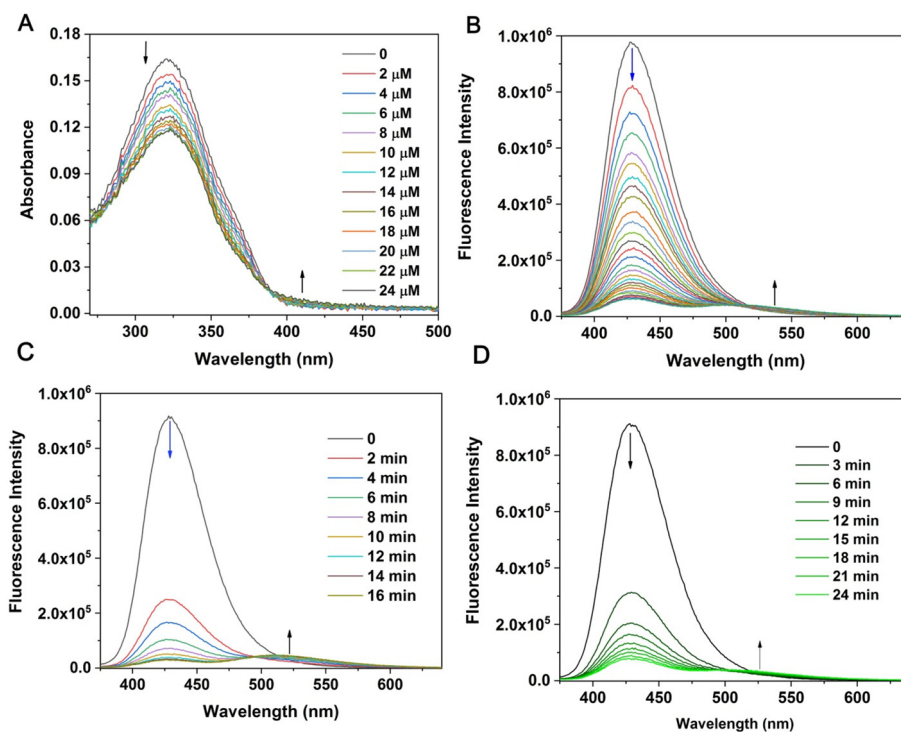 A
0.18
0.15
0.12
0.09
0.06
0.03
0.00
Absorbance
300 350 400 450 500
Wavelength (nm)
0
2 μM
4 μM
6 μM
8 μM
10 μM
12 μM
14 μM
16 μM
18 μM
20 μM
22 μM
24 μM
B
1.0x10⁶
8.0x10⁵
6.0x10⁵
4.0x10⁵
2.0x10⁵
0.0
Fluorescence Intensity
400 450 500 550 600
Wavelength (nm)
C
1.0x10⁶
8.0x10⁵
6.0x10⁵
4.0x10⁵
2.0x10⁵
0.0
Fluorescence Intensity
400 450 500 550 600
Wavelength (nm)
0
2 min
4 min
6 min
8 min
10 min
12 min
14 min
16 min
D
1.0x10⁶
8.0x10⁵
6.0x10⁵
4.0x10⁵
2.0x10⁵
0.0
Fluorescence Intensity
400 450 500 550 600
Wavelength (nm)
0
3 min
6 min
9 min
12 min
15 min
18 min
21 min
24 min